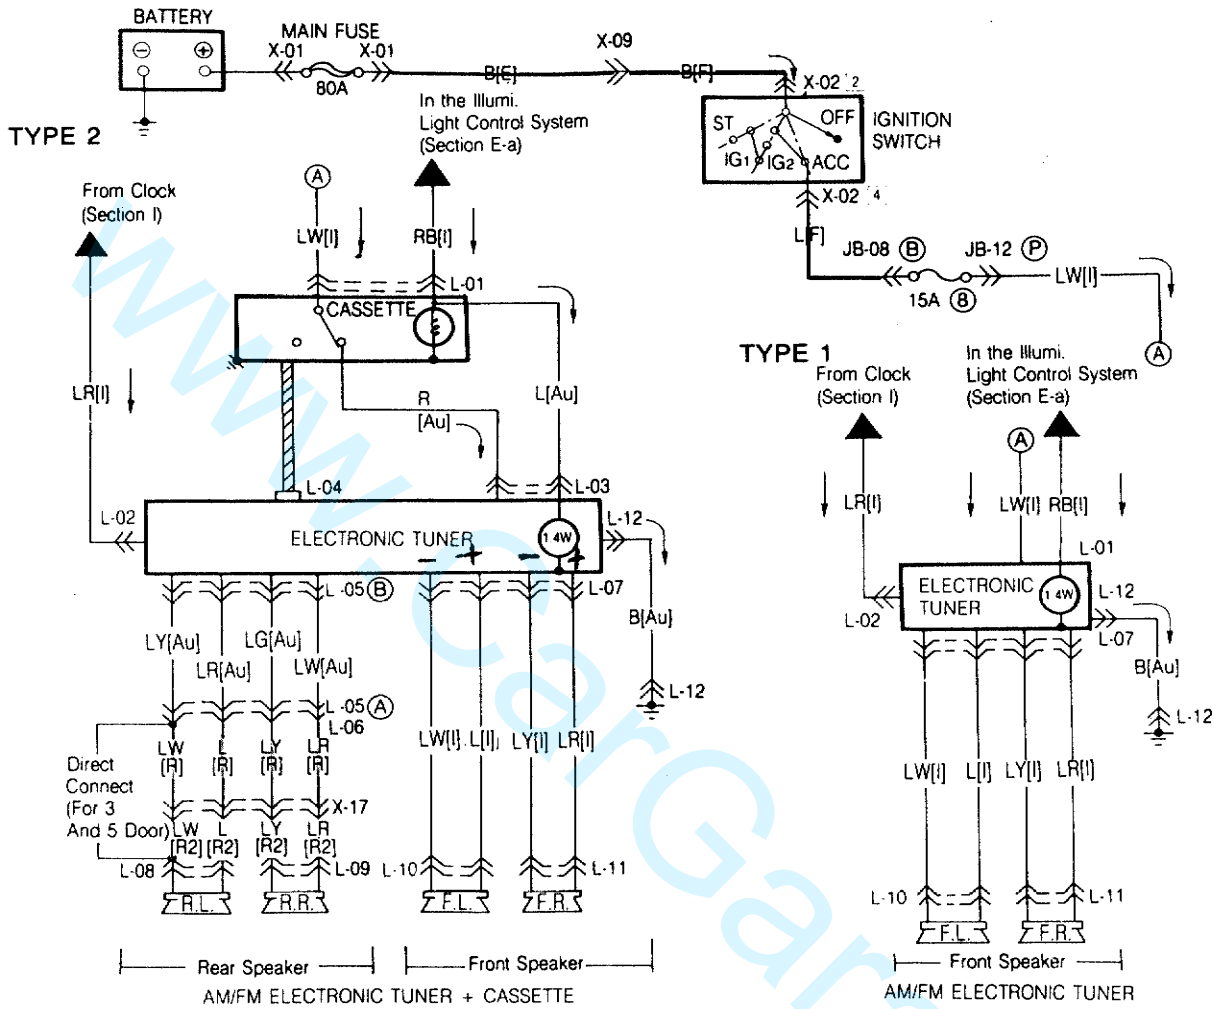 BATTERY
MAIN FUSE
X-01
X-01
X-09
80A
B[E]
B[F]
X-02 2
OFF
ST
IG1
IG2
ACC
IGNITION
SWITCH
X-02 4
L[F]
JB-08 B
JB-12 P
15A 8
LW[I]
A
TYPE 2
In the Illumi.
Light Control System
(Section E-a)
From Clock
(Section I)
A
LW[I]
RB[I]
L-01
CASSETTE
LR[I]
R
[Au]
L[Au]
L-04
L-03
L-02
ELECTRONIC TUNER
1.4W
L-12
- + - +
L-05 B
L-07
B[Au]
LY[Au]
LG[Au]
LR[Au]
LW[Au]
L-05 A
L-06
L-12
LW
[R]
L
[R]
LY
[R]
LR
[R]
LW[I]
L[I]
LY[I]
LR[I]
Direct
Connect
(For 3
And 5 Door)
X-17
LW
[R2]
L
[R2]
LY
[R2]
LR
[R2]
L-08
L-09
L-10
L-11
R.L.
R.R.
F.L.
F.R.
Rear Speaker
Front Speaker
AM/FM ELECTRONIC TUNER + CASSETTE
TYPE 1
From Clock
(Section I)
In the Illumi.
Light Control System
(Section E-a)
A
LR[I]
LW[I]
RB[I]
L-01
ELECTRONIC
TUNER
1.4W
L-12
L-02
L-07
B[Au]
L-12
LW[I]
L[I]
LY[I]
LR[I]
L-10
L-11
F.L.
F.R.
Front Speaker
AM/FM ELECTRONIC TUNER